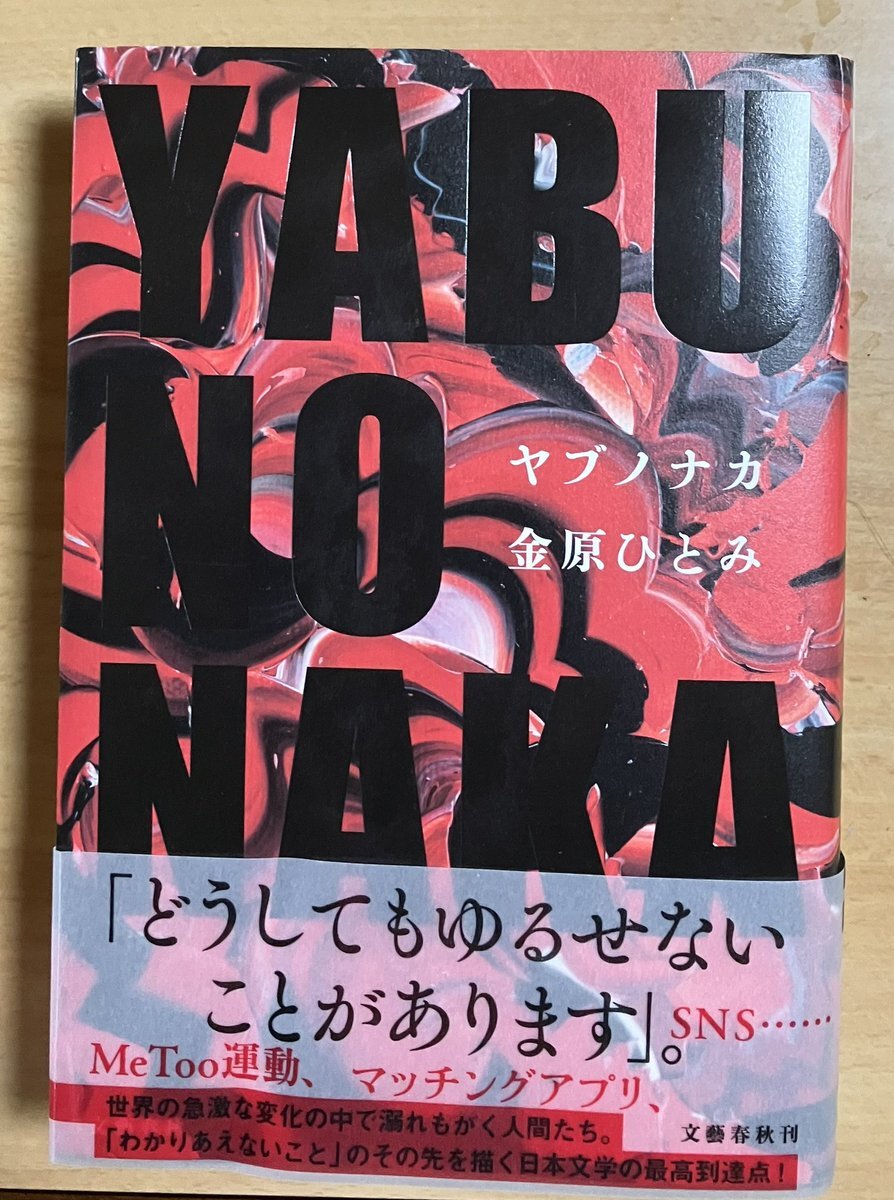 YABU
NO
ヤブノナカ
金原ひとみ
NAKA
「どうしてもゆるせない
ことがあります」。
SNS……
MeToo運動、マッチングアプリ、
世界の急激な変化の中で溺れもがく人間たち。
「わかりあえないこと」のその先を描く日本文学の最高到達点!
文藝春秋刊